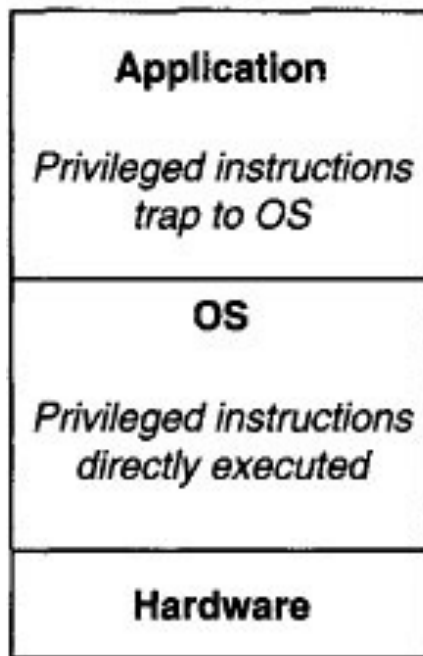 Application
Privileged instructions
trap to OS
OS
Privileged instructions
directly executed
Hardware